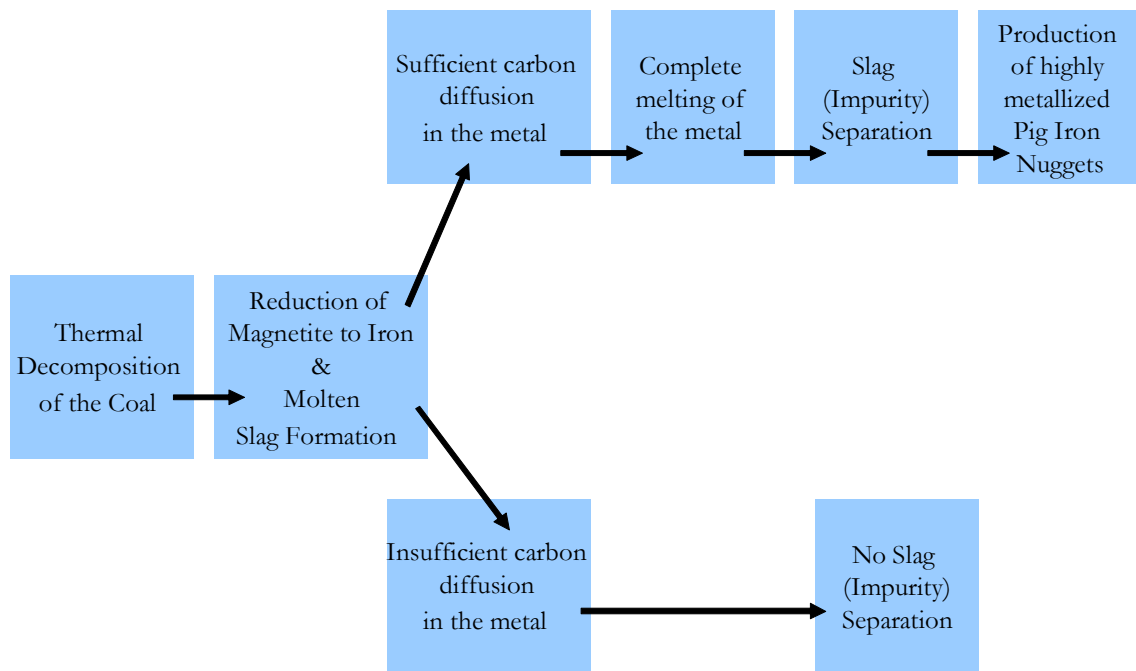 Thermal
Decomposition
of the Coal
Reduction of
Magnetite to Iron
&
Molten
Slag Formation
Sufficient carbon
diffusion
in the metal
Complete
melting of
the metal
Slag
(Impurity)
Separation
Production
of highly
metallized
Pig Iron
Nuggets
Insufficient carbon
diffusion
in the metal
No Slag
(Impurity)
Separation